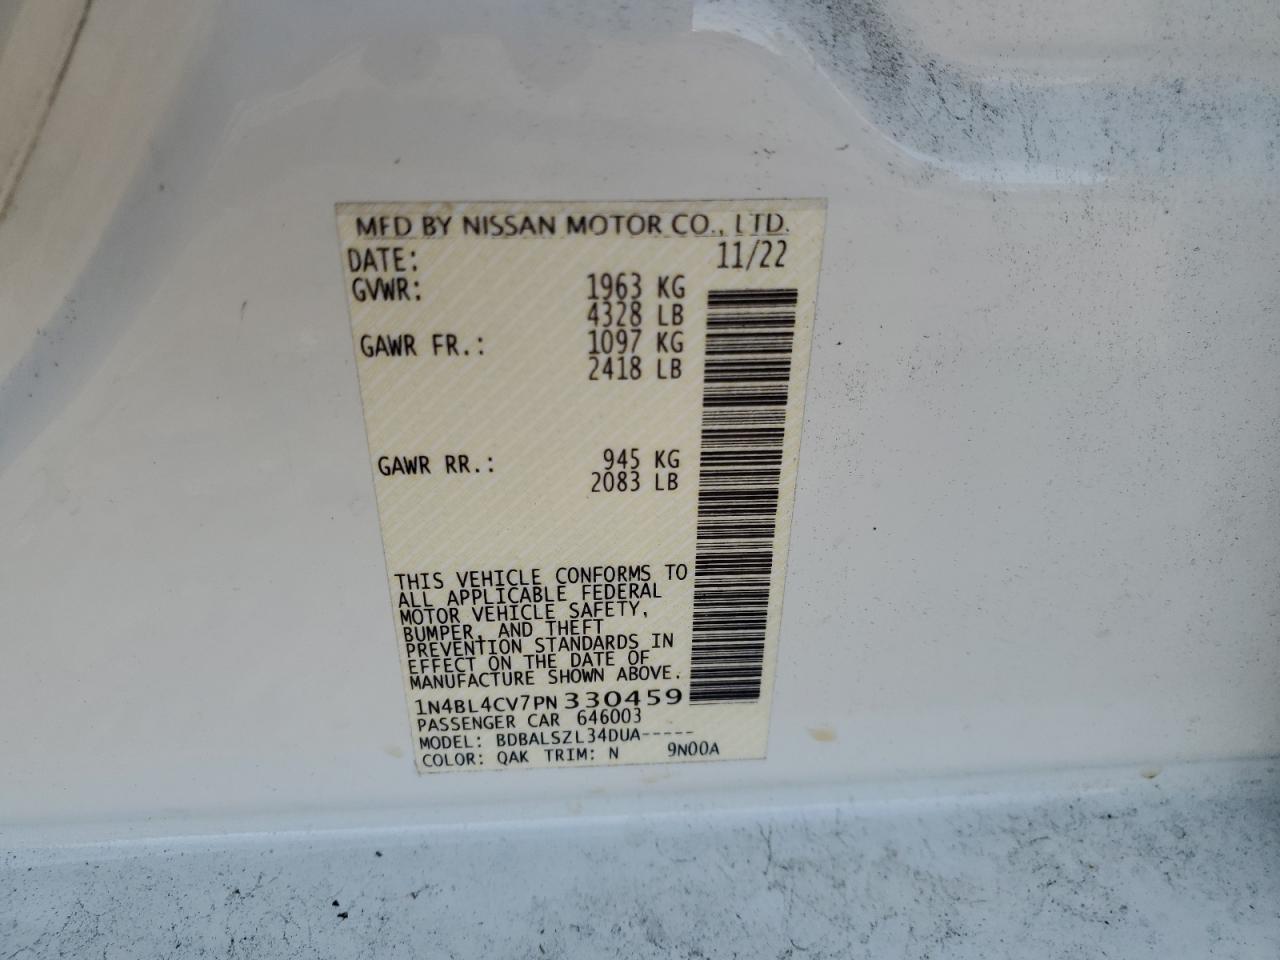 MFD BY NISSAN MOTOR CO., LTD.
DATE: 11/22
GVWR: 1963 KG
4328 LB
GAWR FR.: 1097 KG
2418 LB
GAWR RR.: 945 KG
2083 LB
THIS VEHICLE CONFORMS TO
ALL APPLICABLE FEDERAL
MOTOR VEHICLE SAFETY,
BUMPER, AND THEFT
PREVENTION STANDARDS IN
EFFECT ON THE DATE OF
MANUFACTURE SHOWN ABOVE.
1N4BL4CV7PN330459
PASSENGER CAR 646003
MODEL: BDBALSZL34DUA-----
COLOR: QAK TRIM: N 9N00A